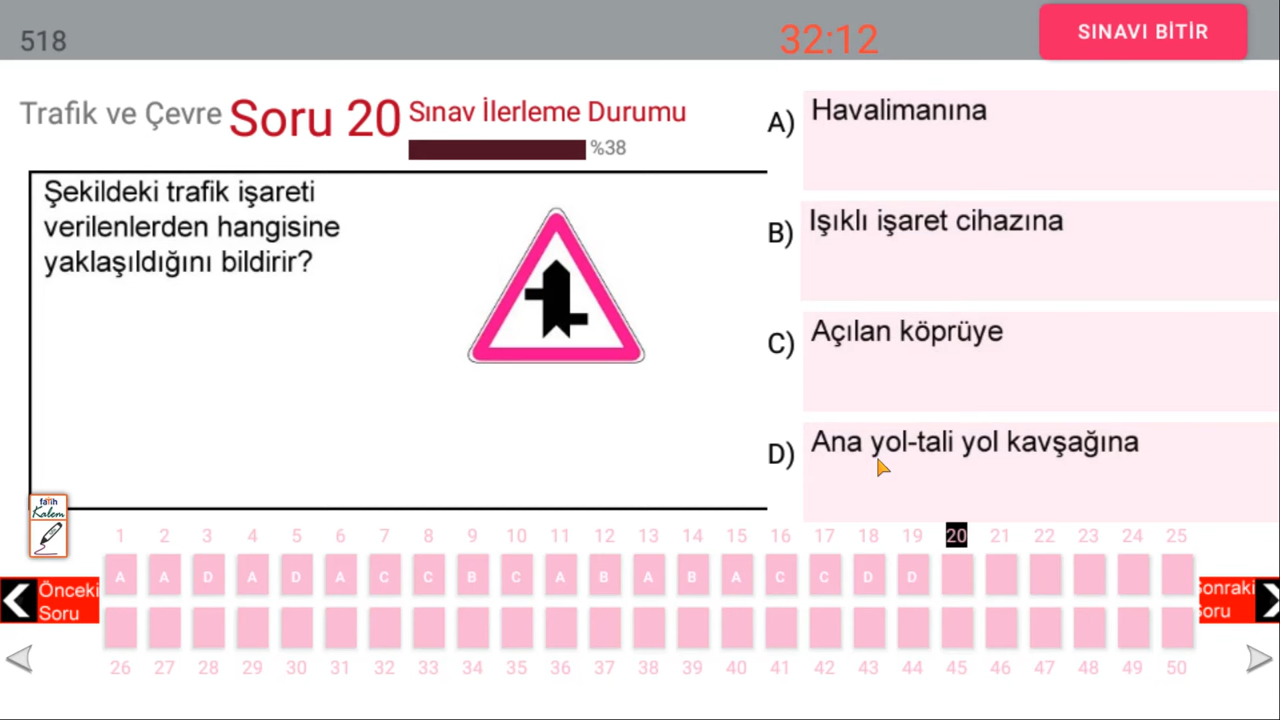 518
32:12
SINAVI BİTİR
Trafik ve Çevre
Soru 20
Sınav İlerleme Durumu
%38
Şekildeki trafik işareti
verilenlerden hangisine
yaklaşıldığını bildirir?
A) Havalimanına
B) Işıklı işaret cihazına
C) Açılan köprüye
D) Ana yol-tali yol kavşağına
fatih
Kalem
1 2 3 4 5 6 7 8 9 10 11 12 13 14 15 16 17 18 19 20 21 22 23 24 25
A A D A D A C C B C A B A B A C C D D
Önceki
Soru
Sonraki
Soru
26 27 28 29 30 31 32 33 34 35 36 37 38 39 40 41 42 43 44 45 46 47 48 49 50